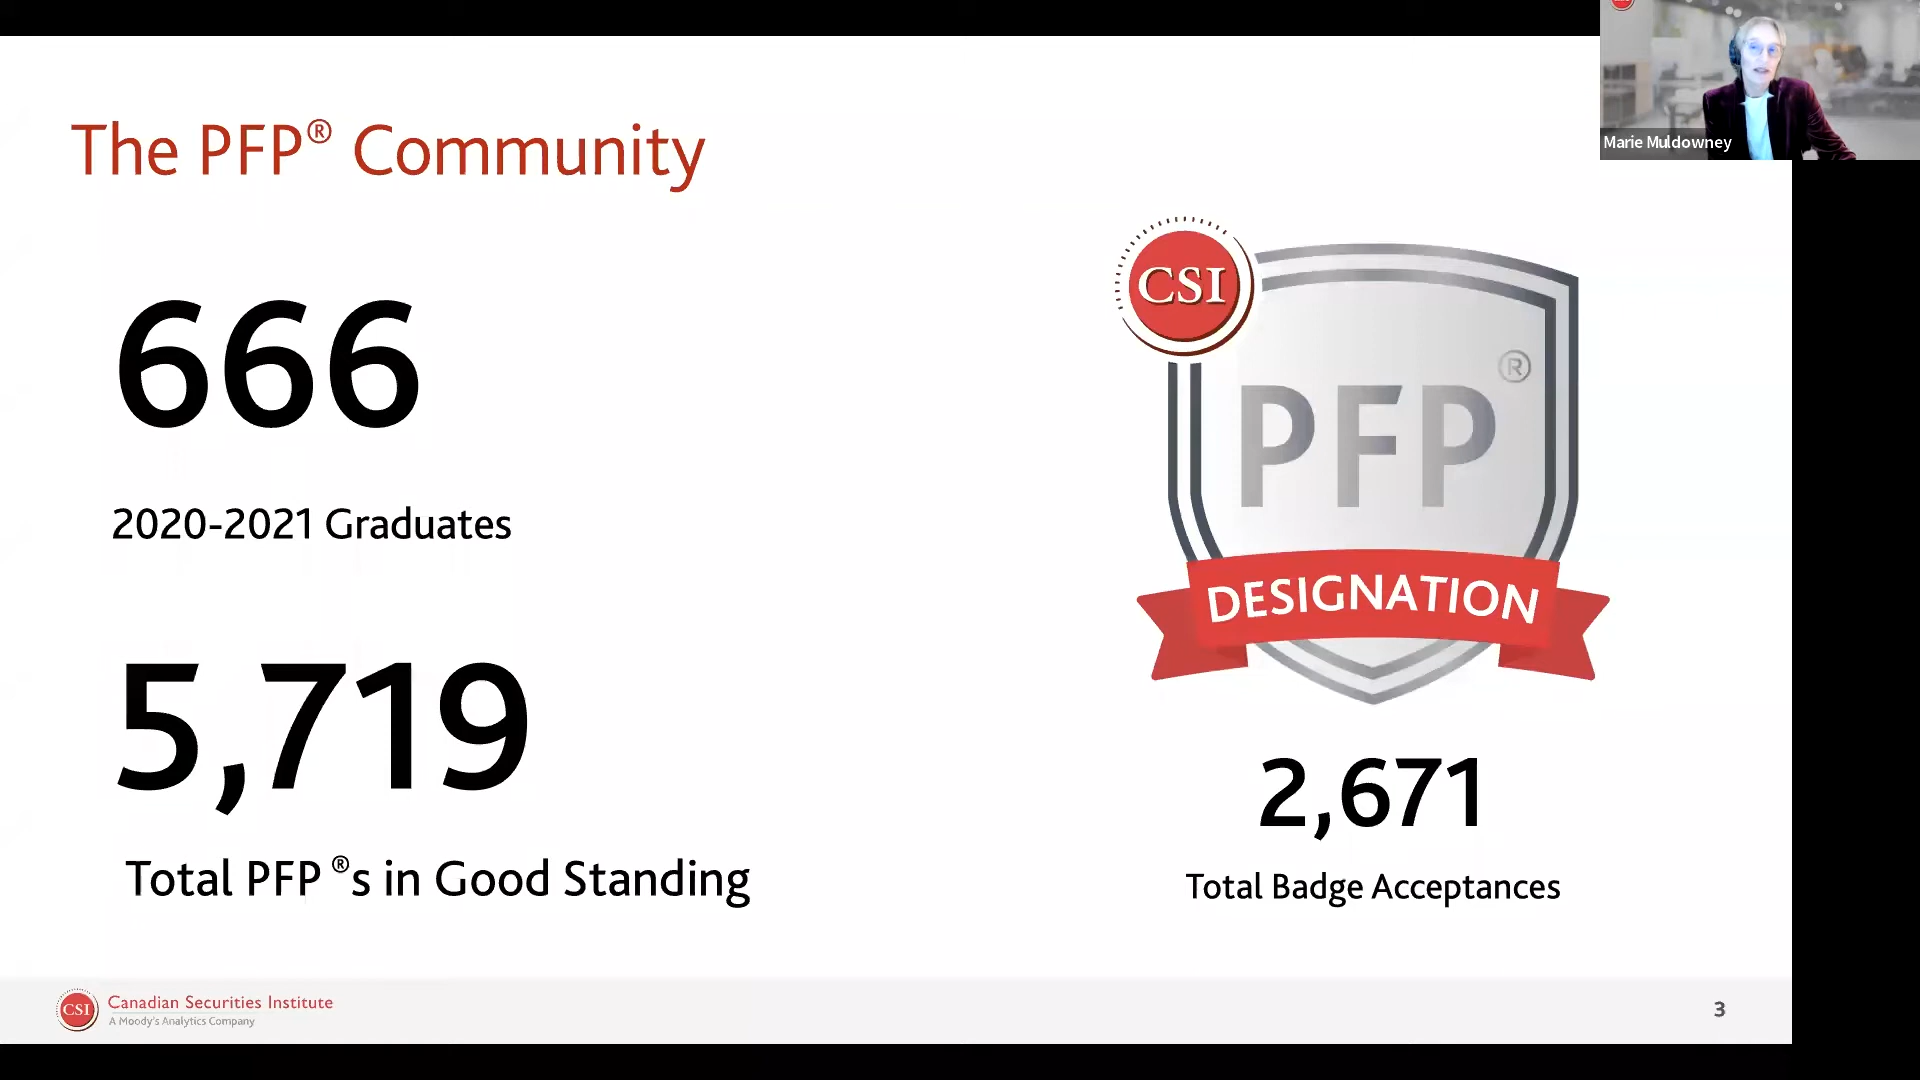 Marie Muldowney
The PFP® Community
666
2020-2021 Graduates
5,719
Total PFP ®s in Good Standing
CSI
PFP®
DESIGNATION
2,671
Total Badge Acceptances
CSI
Canadian Securities Institute
A Moody's Analytics Company
3